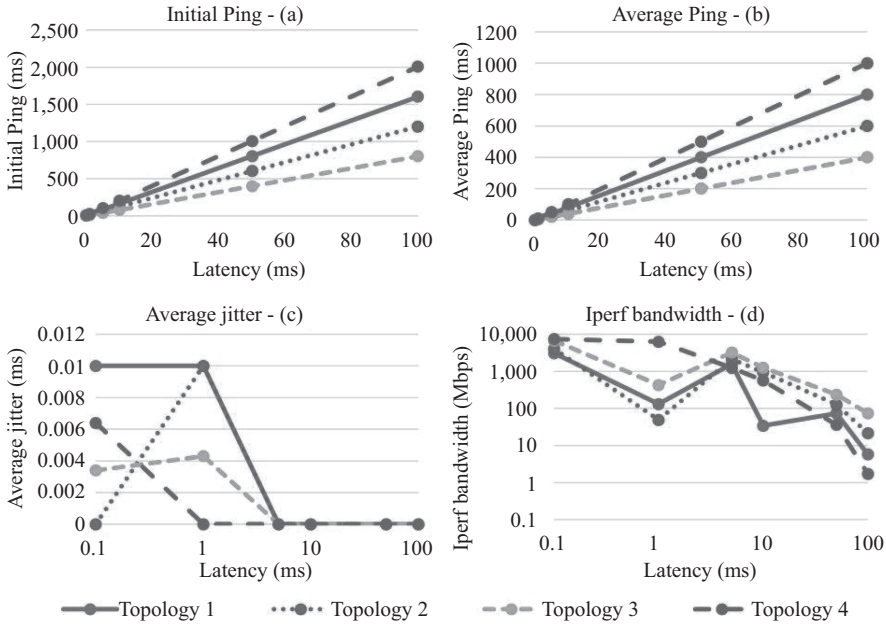 Initial Ping - (a)
Initial Ping (ms)
2,500
2,000
1,500
1,000
500
0
0 20 40 60 80 100
Latency (ms)
Average Ping - (b)
Average Ping (ms)
1200
1000
800
600
400
200
0
0 20 40 60 80 100
Latency (ms)
Average jitter - (c)
Average jitter (ms)
0.012
0.01
0.008
0.006
0.004
0.002
0
0.1 1 10 100
Latency (ms)
Iperf bandwidth - (d)
Iperf bandwidth (Mbps)
10,000
1,000
100
10
1
0.1
0.1 1 10 100
Latency (ms)
Topology 1 Topology 2 Topology 3 Topology 4